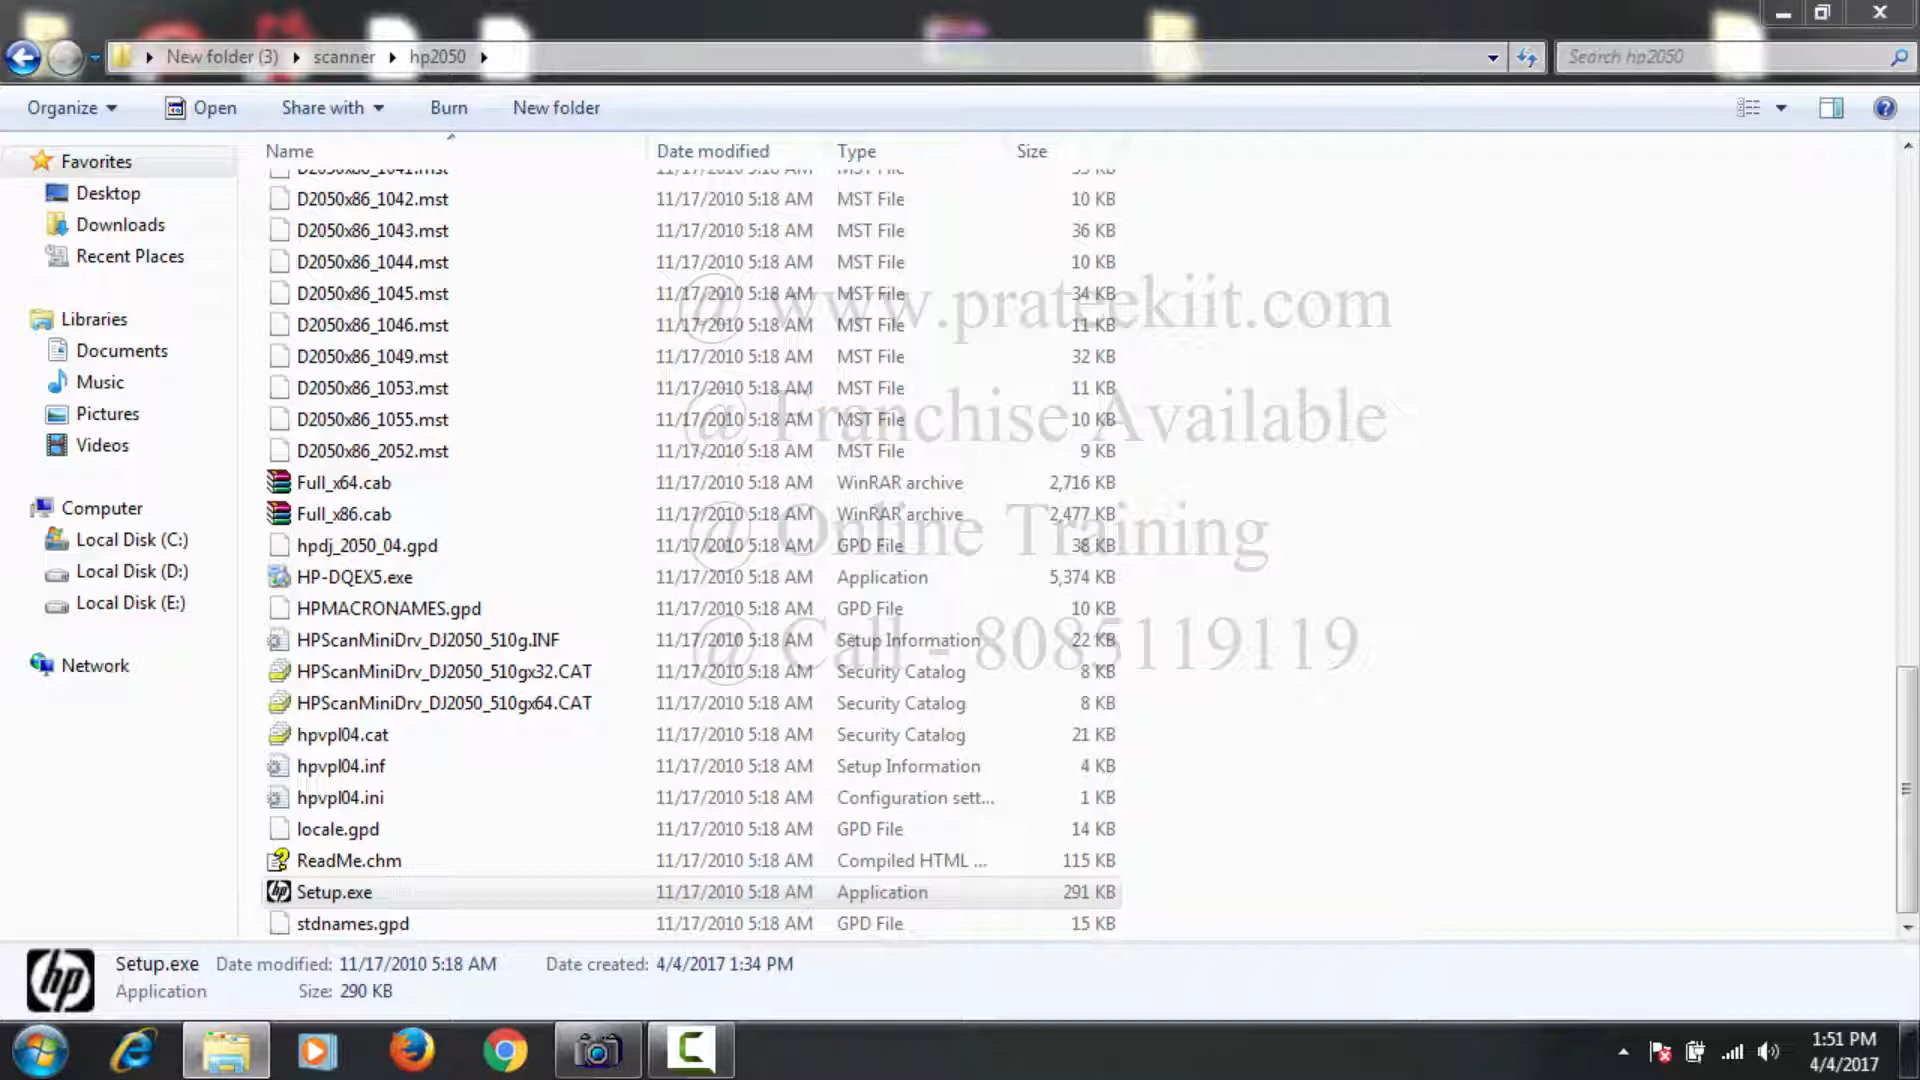 New folder (3) scanner hp2050
Search hp2050
Organize Open Share with Burn New folder
Name Date modified Type Size
D2050x86_1041.mst 11/17/2010 5:18 AM MST File 35 KB
D2050x86_1042.mst 11/17/2010 5:18 AM MST File 10 KB
D2050x86_1043.mst 11/17/2010 5:18 AM MST File 36 KB
D2050x86_1044.mst 11/17/2010 5:18 AM MST File 10 KB
D2050x86_1045.mst 11/17/2010 5:18 AM MST File 34 KB
D2050x86_1046.mst 11/17/2010 5:18 AM MST File 11 KB
D2050x86_1049.mst 11/17/2010 5:18 AM MST File 32 KB
D2050x86_1053.mst 11/17/2010 5:18 AM MST File 11 KB
D2050x86_1055.mst 11/17/2010 5:18 AM MST File 10 KB
D2050x86_2052.mst 11/17/2010 5:18 AM MST File 9 KB
Full_x64.cab 11/17/2010 5:18 AM WinRAR archive 2,716 KB
Full_x86.cab 11/17/2010 5:18 AM WinRAR archive 2,477 KB
hpdj_2050_04.gpd 11/17/2010 5:18 AM GPD File 38 KB
HP-DQEX5.exe 11/17/2010 5:18 AM Application 5,374 KB
HPMACRONAMES.gpd 11/17/2010 5:18 AM GPD File 10 KB
HPScanMiniDrv_DJ2050_510g.INF 11/17/2010 5:18 AM Setup Information 22 KB
HPScanMiniDrv_DJ2050_510gx32.CAT 11/17/2010 5:18 AM Security Catalog 8 KB
HPScanMiniDrv_DJ2050_510gx64.CAT 11/17/2010 5:18 AM Security Catalog 8 KB
hpvpl04.cat 11/17/2010 5:18 AM Security Catalog 21 KB
hpvpl04.inf 11/17/2010 5:18 AM Setup Information 4 KB
hpvpl04.ini 11/17/2010 5:18 AM Configuration sett... 1 KB
locale.gpd 11/17/2010 5:18 AM GPD File 14 KB
ReadMe.chm 11/17/2010 5:18 AM Compiled HTML ... 115 KB
Setup.exe 11/17/2010 5:18 AM Application 291 KB
stdnames.gpd 11/17/2010 5:18 AM GPD File 15 KB
Favorites
Desktop
Downloads
Recent Places
Libraries
Documents
Music
Pictures
Videos
Computer
Local Disk (C:)
Local Disk (D:)
Local Disk (E:)
Network
@ www.prateekiit.com
@ Franchise Available
@ Online Training
@ Call - 8085119119
hp
Setup.exe Date modified: 11/17/2010 5:18 AM Date created: 4/4/2017 1:34 PM
Application Size: 290 KB
1:51 PM
4/4/2017